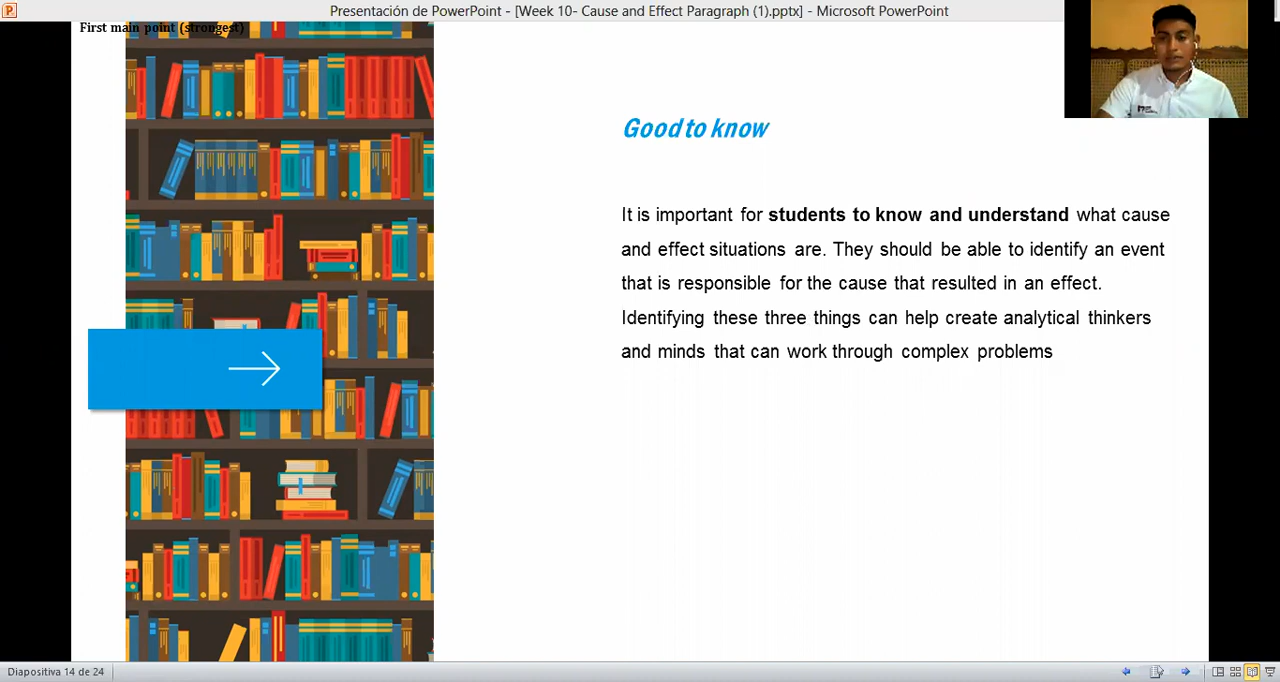 Presentación de PowerPoint - [Week 10- Cause and Effect Paragraph (1).pptx] - Microsoft PowerPoint
First main point (strongest)
Good to know
It is important for students to know and understand what cause
and effect situations are. They should be able to identify an event
that is responsible for the cause that resulted in an effect.
Identifying these three things can help create analytical thinkers
and minds that can work through complex problems
Diapositiva 14 de 24